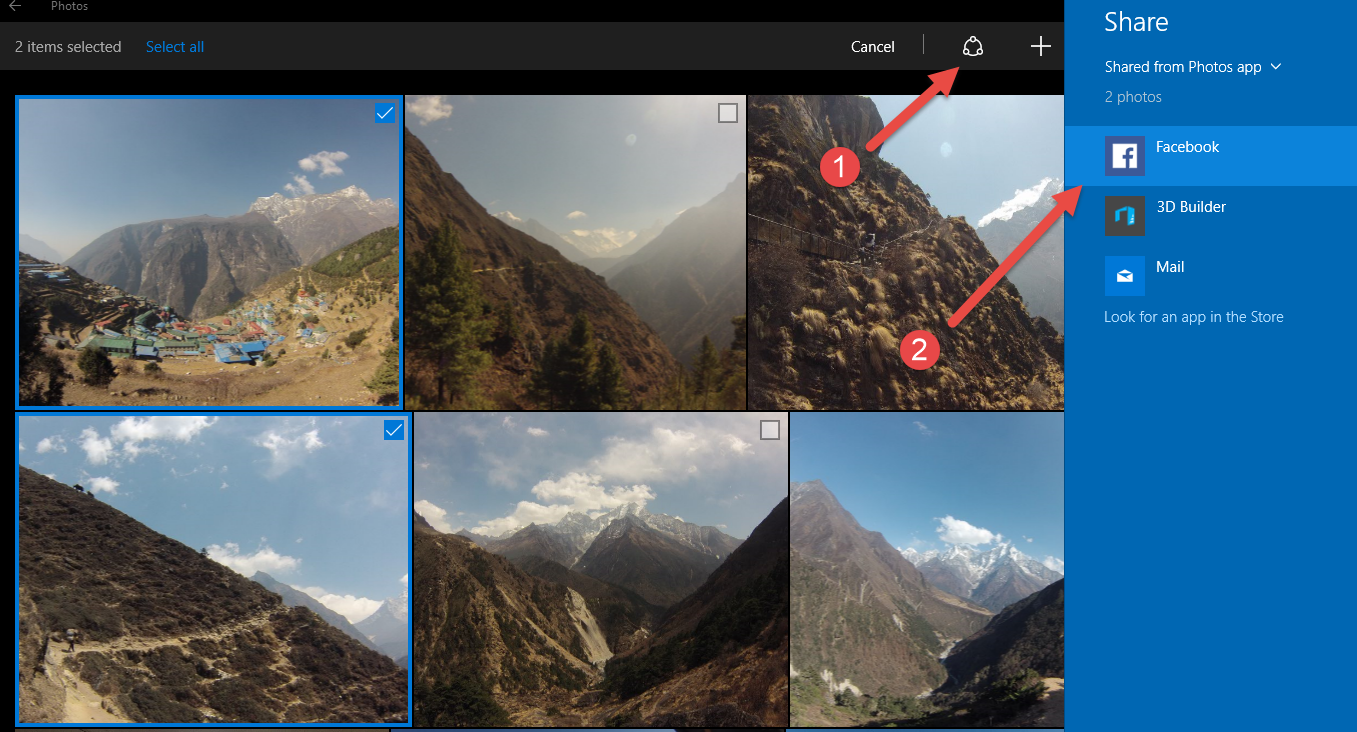 Photos
2 items selected
Select all
Cancel
Share
Shared from Photos app
2 photos
Facebook
3D Builder
Mail
Look for an app in the Store
1
2